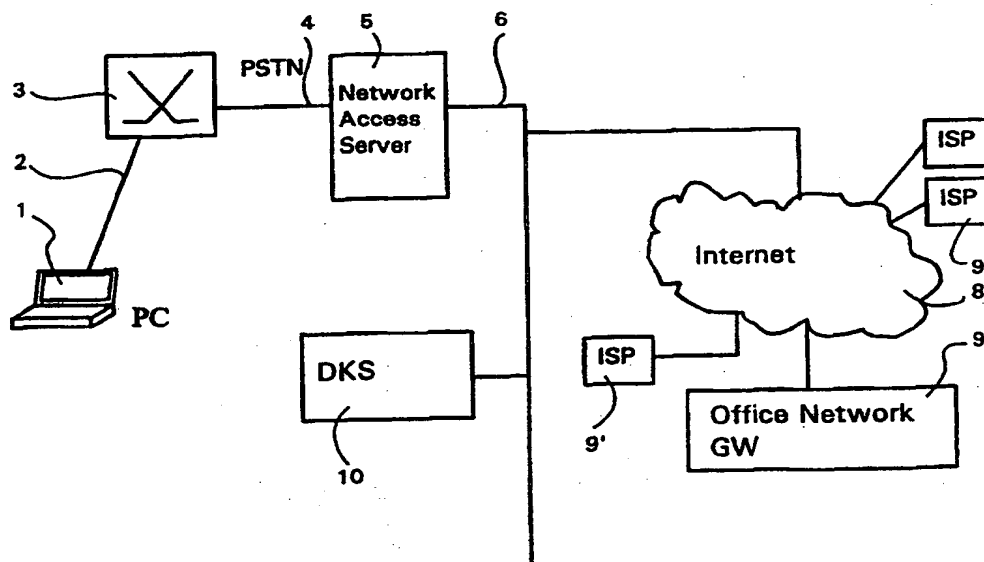 4
5
6
3
PSTN
Network
Access
Server
ISP
2
ISP
1
Internet
9
8
PC
ISP
9
DKS
Office Network
GW
9'
10